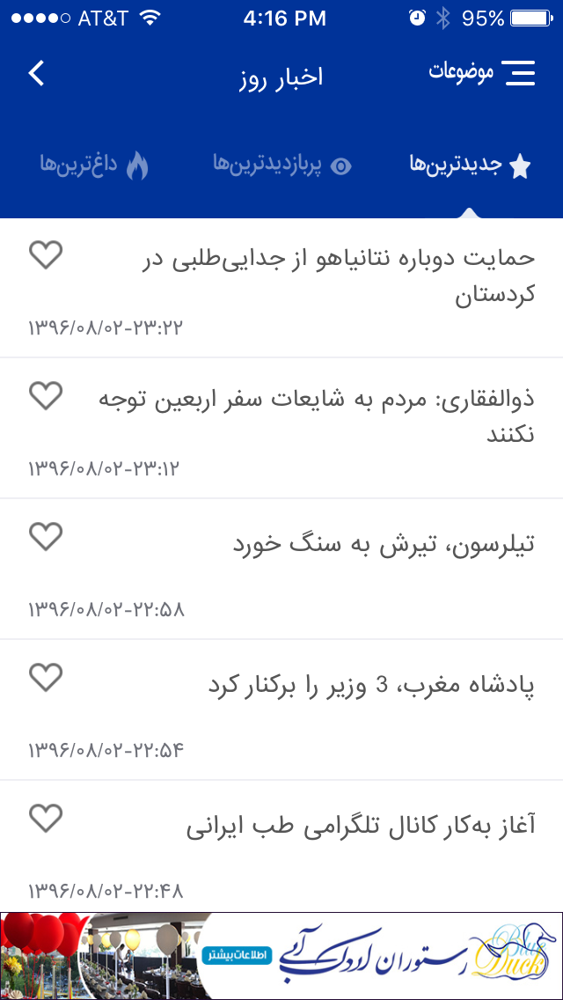 AT&T 4:16 PM 95%
موضوعات
اخبار روز
جدیدترین‌ها
پربازدیدترین‌ها
داغ‌ترین‌ها
حمایت دوباره نتانیاهو از جدایی‌طلبی در
کردستان
۱۳۹۶/۰۸/۰۲-۲۳:۲۲
ذوالفقاری: مردم به شایعات سفر اربعین توجه
نکنند
۱۳۹۶/۰۸/۰۲-۲۳:۱۲
تیلرسون، تیرش به سنگ خورد
۱۳۹۶/۰۸/۰۲-۲۲:۵۸
پادشاه مغرب، 3 وزیر را برکنار کرد
۱۳۹۶/۰۸/۰۲-۲۲:۵۴
آغاز به‌کار کانال تلگرامی طب ایرانی
۱۳۹۶/۰۸/۰۲-۲۲:۴۸
Blue
Duck
رستوران اردک آبی
اطلاعات بیشتر